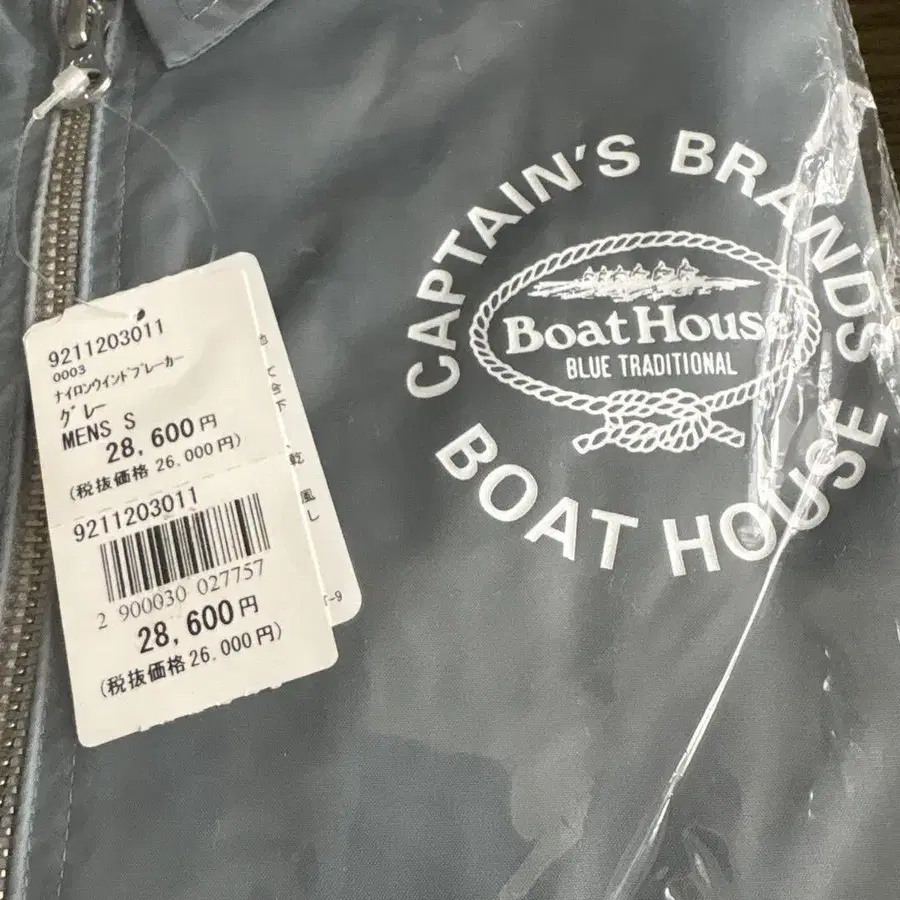 9211203011
0003
ナイロンウインドブレーカー
グレー
MENS S
28,600円
(税抜価格 26,000円)
9211203011
2 900030 027757
28,600円
(税抜価格 26,000円)
CAPTAIN'S BRANDS
Boat House
BLUE TRADITIONAL
BOAT HOUSE